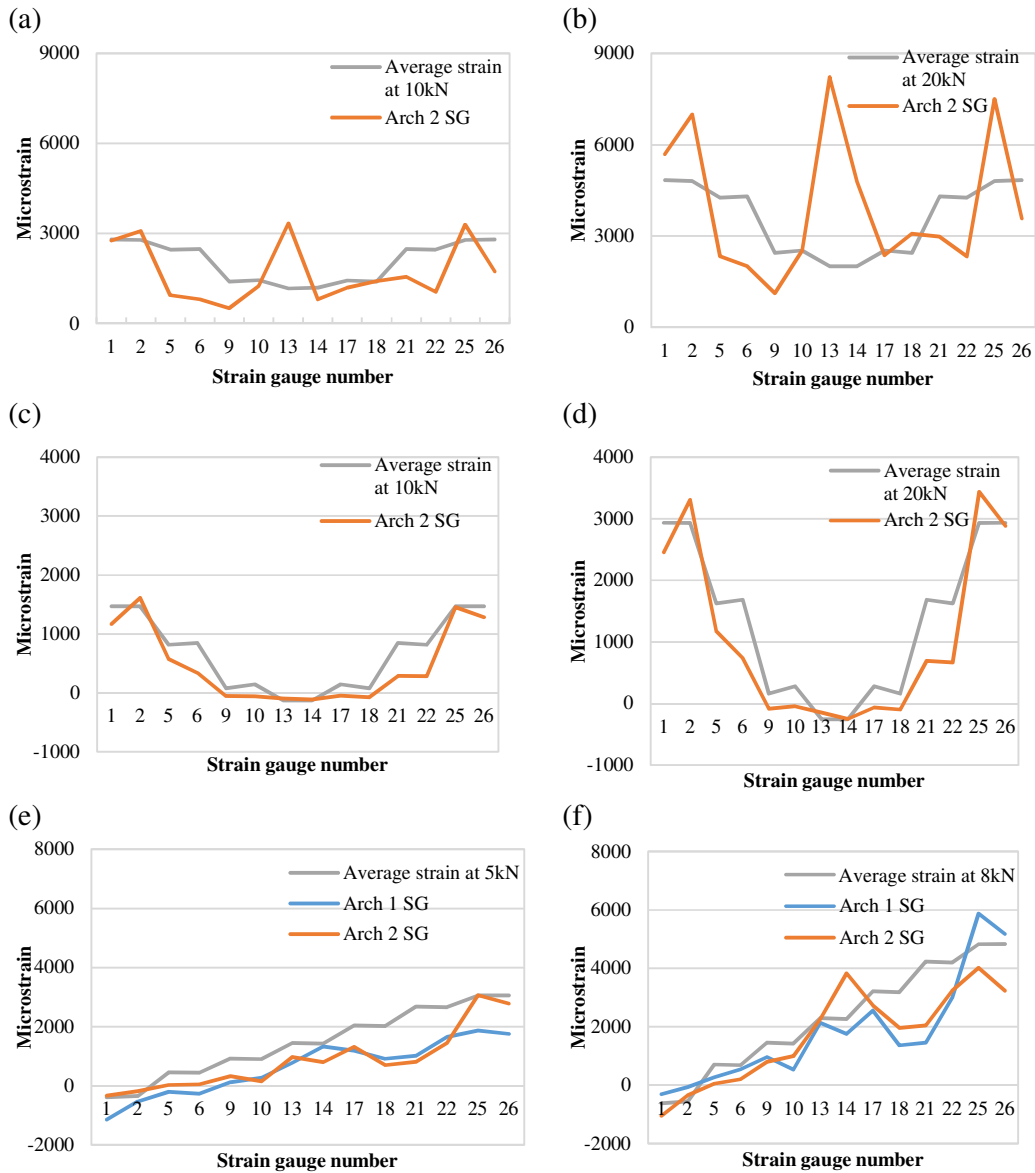 (a)
9000
6000
3000
0
Microstrain
Average strain
at 10kN
Arch 2 SG
1 2 5 6 9 10 13 14 17 18 21 22 25 26
Strain gauge number
(b)
9000
6000
3000
0
Microstrain
Average strain
at 20kN
Arch 2 SG
1 2 5 6 9 10 13 14 17 18 21 22 25 26
Strain gauge number
(c)
4000
3000
2000
1000
0
-1000
Microstrain
Average strain
at 10kN
Arch 2 SG
1 2 5 6 9 10 13 14 17 18 21 22 25 26
Strain gauge number
(d)
4000
3000
2000
1000
0
-1000
Microstrain
Average strain
at 20kN
Arch 2 SG
1 2 5 6 9 10 13 14 17 18 21 22 25 26
Strain gauge number
(e)
8000
6000
4000
2000
0
-2000
Microstrain
Average strain at 5kN
Arch 1 SG
Arch 2 SG
1 2 5 6 9 10 13 14 17 18 21 22 25 26
Strain gauge number
(f)
8000
6000
4000
2000
0
-2000
Microstrain
Average strain at 8kN
Arch 1 SG
Arch 2 SG
1 2 5 6 9 10 13 14 17 18 21 22 25 26
Strain gauge number